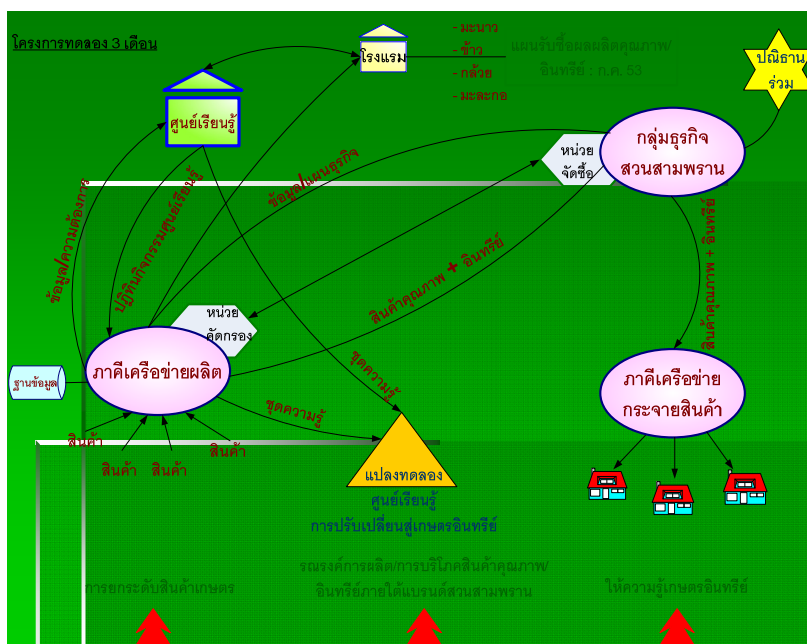 โครงการทดลอง 3 เดือน
โรงแรม
- มะนาว
- ข้าว
- กล้วย
- มะละกอ
แผนรับซื้อผลผลิตคุณภาพ/
อินทรีย์ : ก.ค. 53
ปณิธาน
ร่วม
ศูนย์เรียนรู้
กลุ่มธุรกิจ
สวนสามพราน
หน่วย
จัดซื้อ
ข้อมูล/แผนธุรกิจ
ปฏิทินกิจกรรมศูนย์เรียนรู้
ข้อมูล/ความต้องการ
สินค้าคุณภาพ + อินทรีย์
สินค้าคุณภาพ + อินทรีย์
หน่วย
คัดกรอง
ภาคีเครือข่ายผลิต
ฐานข้อมูล
ชุดความรู้
ชุดความรู้
ภาคีเครือข่าย
กระจายสินค้า
สินค้า
สินค้า
สินค้า
สินค้า
แปลงทดลอง
ศูนย์เรียนรู้
การปรับเปลี่ยนสู่เกษตรอินทรีย์
การยกระดับสินค้าเกษตร
รณรงค์การผลิต/การบริโภคสินค้าคุณภาพ/
อินทรีย์ภายใต้แบรนด์สวนสามพราน
ให้ความรู้เกษตรอินทรีย์